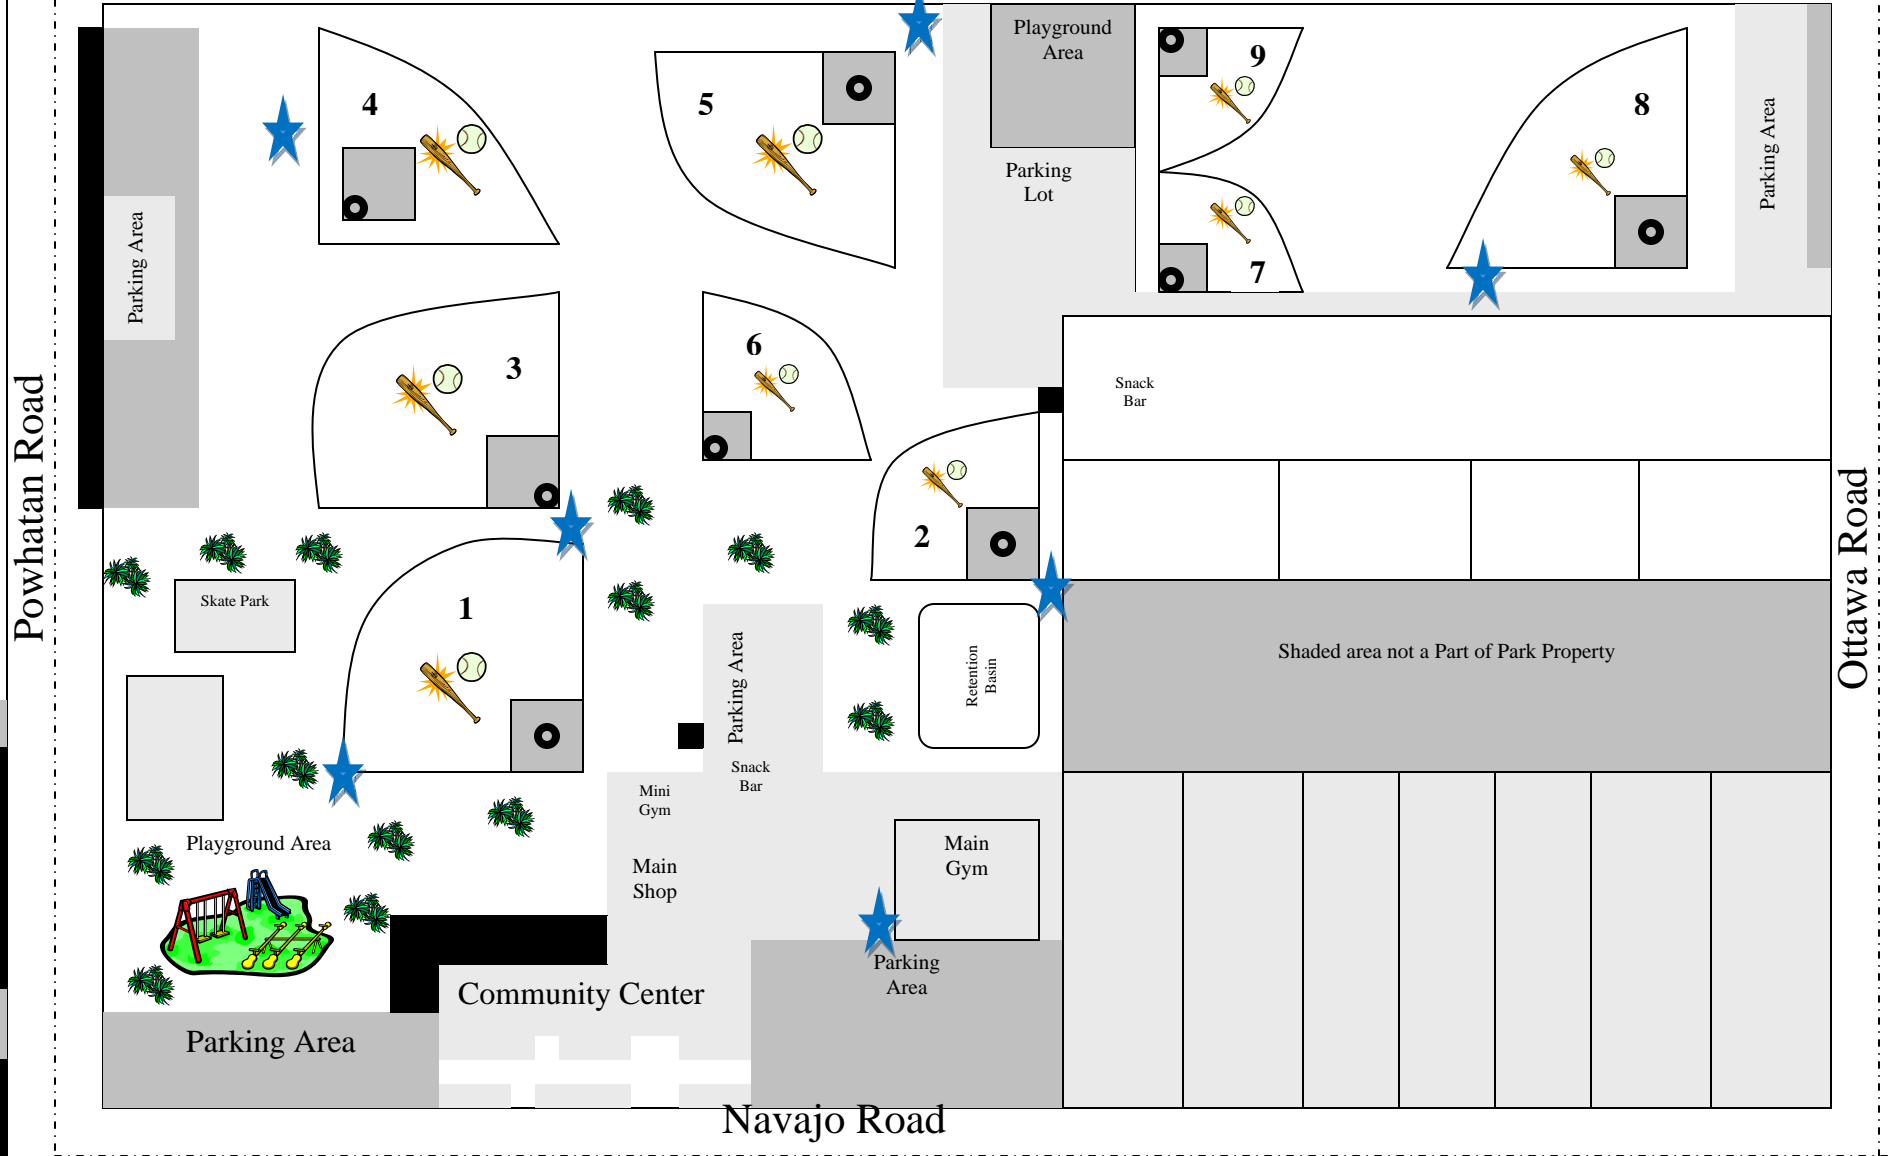 Playground
Area
9
4
5
8
Parking Area
Parking
Lot
Parking Area
7
6
3
Snack
Bar
Powhatan Road
2
Ottawa Road
Skate Park
1
Shaded area not a Part of Park Property
Parking Area
Retention
Basin
Snack
Bar
Mini
Gym
Playground Area
Main
Gym
Main
Shop
Parking
Area
Community Center
Parking Area
Navajo Road